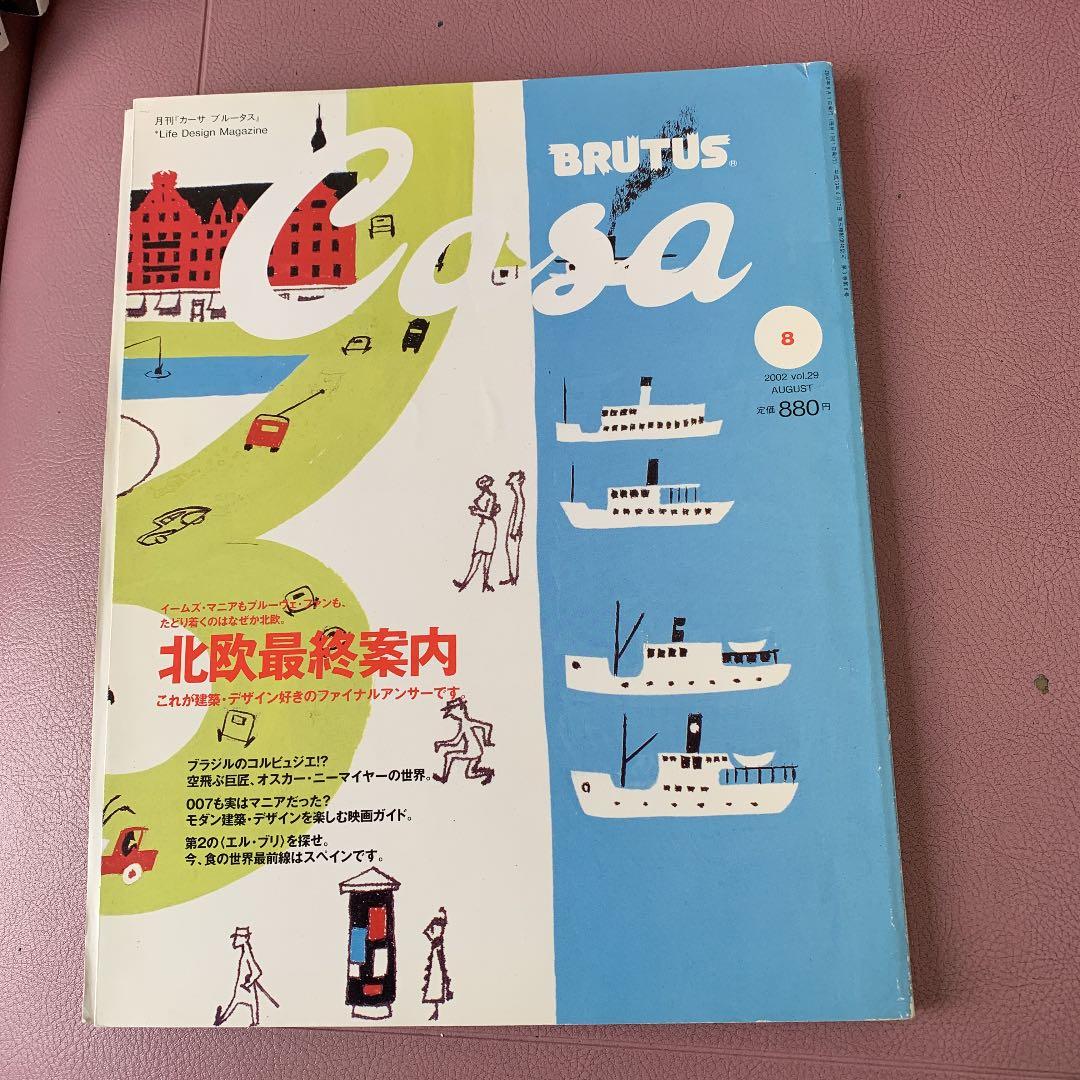 月刊『カーサ ブルータス』
*Life Design Magazine
BRUTUS®
Casa
8
2002 vol.29
AUGUST
定価880円
イームズ・マニアもプルーヴェ・ファンも、
たどり着くのはなぜか北欧。
北欧最終案内
これが建築・デザイン好きのファイナルアンサーです。
ブラジルのコルビュジエ!?
空飛ぶ巨匠、オスカー・ニーマイヤーの世界。
007も実はマニアだった?
モダン建築・デザインを楽しむ映画ガイド。
第2の〈エル・ブリ〉を探せ。
今、食の世界最前線はスペインです。